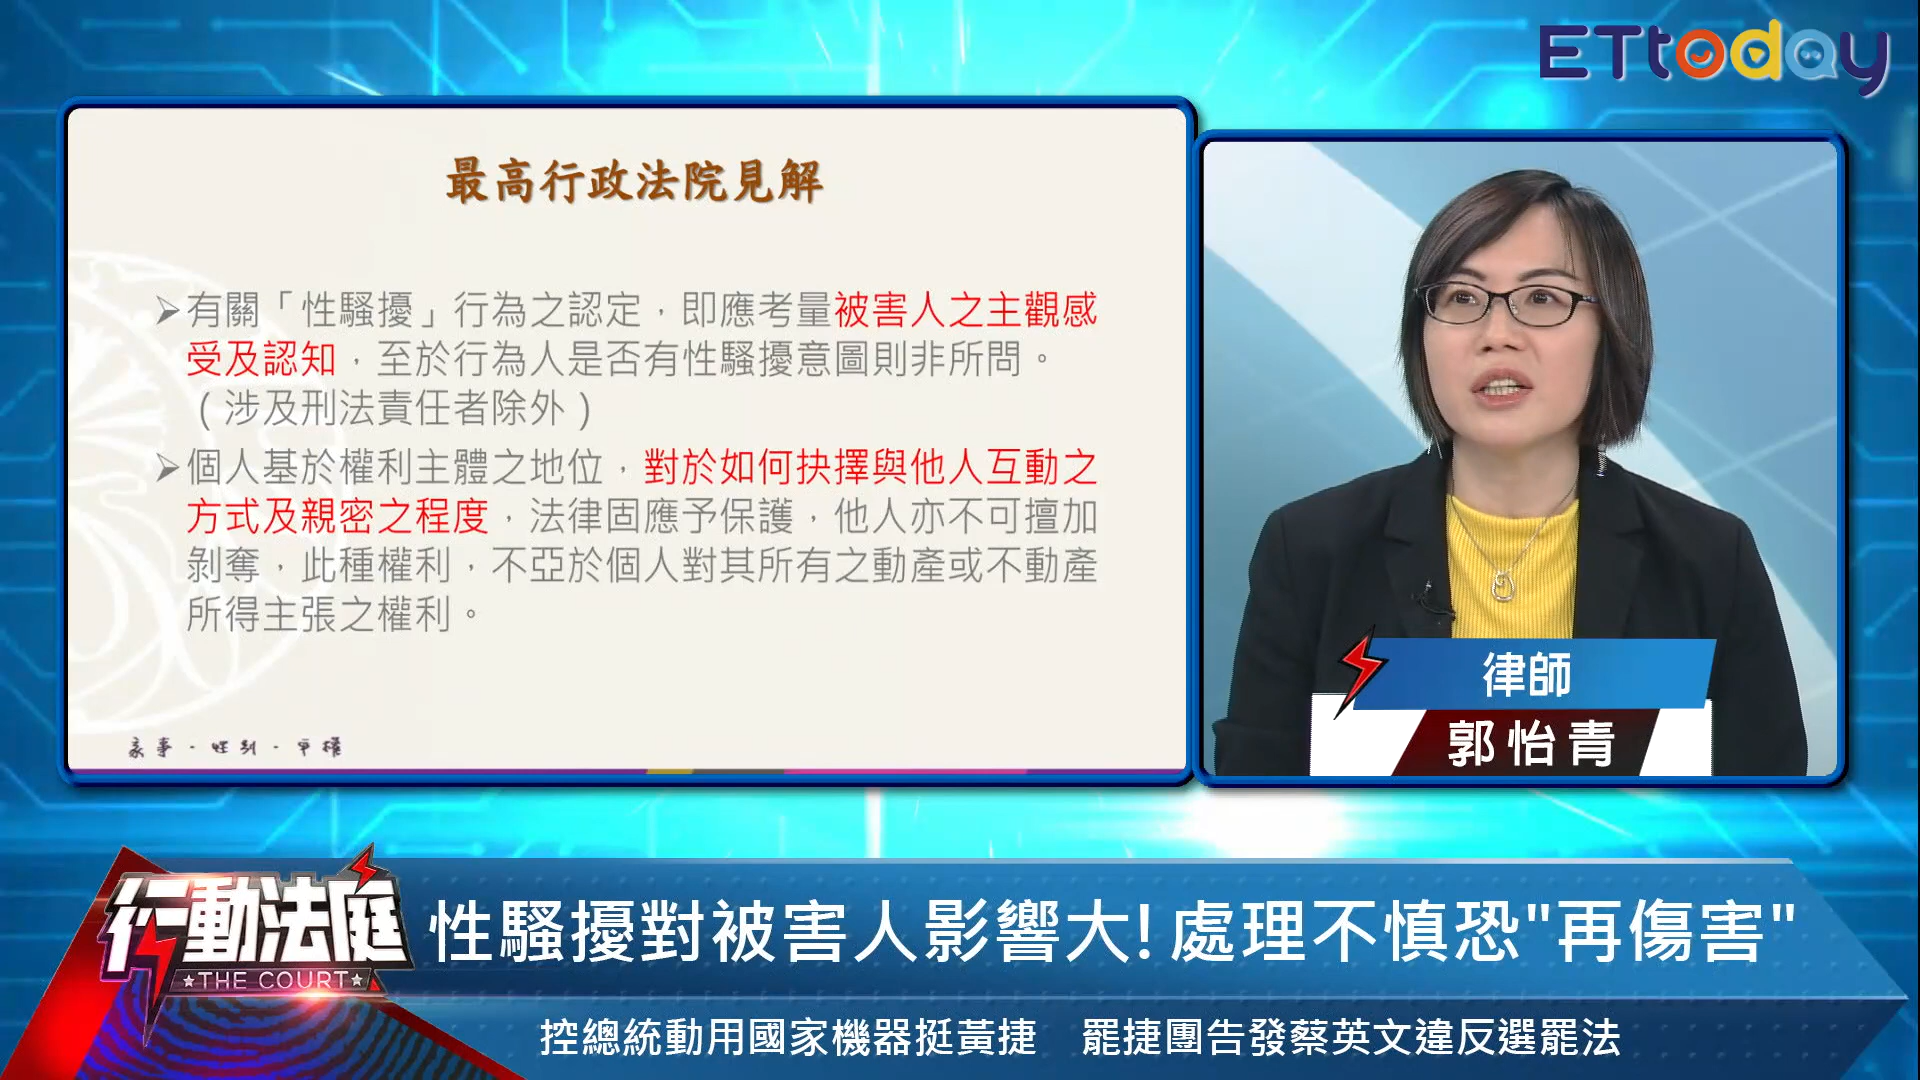 ETtoday
最高行政法院見解
➢有關「性騷擾」行為之認定，即應考量被害人之主觀感
受及認知，至於行為人是否有性騷擾意圖則非所問。
（涉及刑法責任者除外）
➢個人基於權利主體之地位，對於如何抉擇與他人互動之
方式及親密之程度，法律固應予保護，他人亦不可擅加
剝奪，此種權利，不亞於個人對其所有之動產或不動產
所得主張之權利。
家事．性別．平權
律師
郭怡青
行動法庭
THE COURT
性騷擾對被害人影響大!處理不慎恐"再傷害"
控總統動用國家機器挺黃捷　罷捷團告發蔡英文違反選罷法